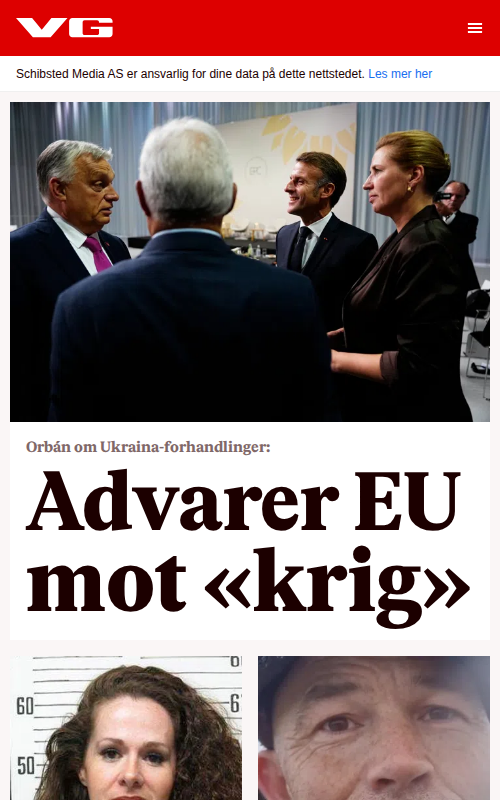 VG
Schibsted Media AS er ansvarlig for dine data på dette nettstedet. Les mer her
Orbán om Ukraina-forhandlinger:
Advarer EU
mot «krig»
60
6
50